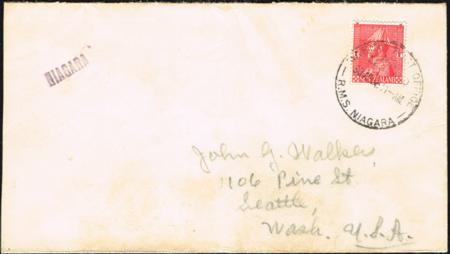 NIAGARA
R.M.S. NIAGARA
John G. Walker,
1106 Pine St
Seattle,
Wash. U.S.A.